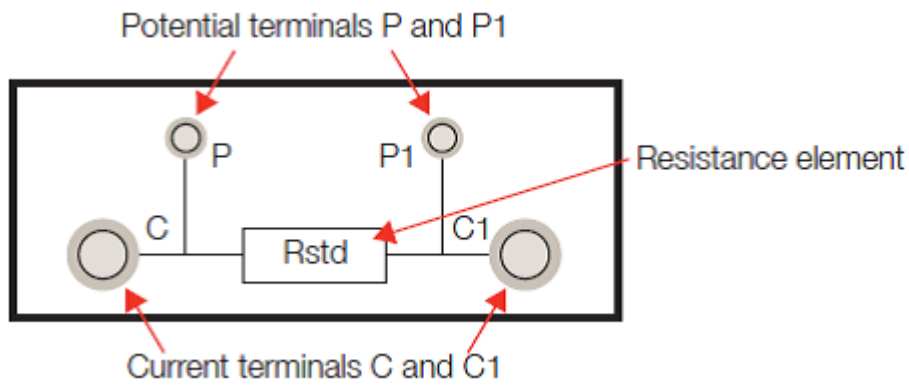 Potential terminals P and P1
P
P1
Resistance element
C
Rstd
C1
Current terminals C and C1